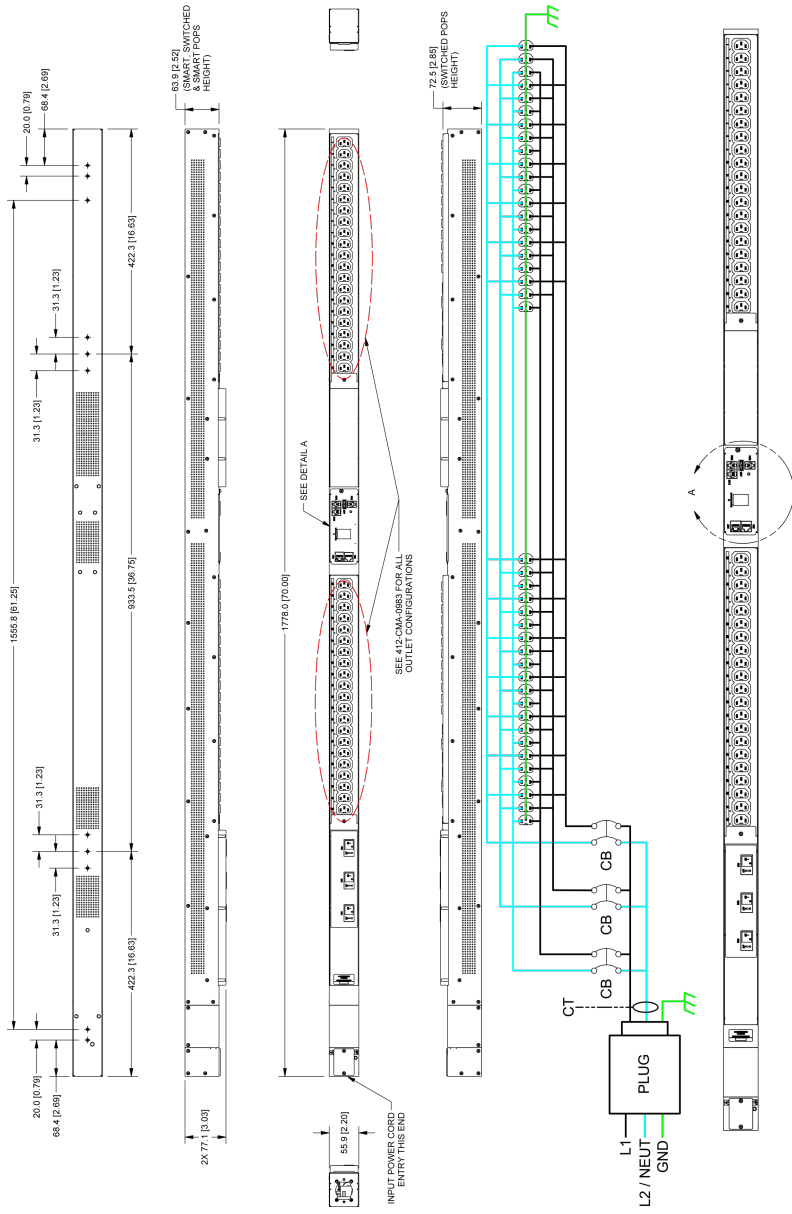 20.0 [0.79]
68.4 [2.69]
1555.8 [61.25]
31.3 [1.23]
31.3 [1.23]
422.3 [16.63]
933.5 [36.75]
31.3 [1.23]
31.3 [1.23]
422.3 [16.63]
20.0 [0.79]
68.4 [2.69]
63.9 [2.52]
(SMART, SWITCHED
& SMART POPS
HEIGHT)
2X 77.1 [3.03]
SEE DETAIL A
1778.0 [70.00]
SEE 412-CMA-0983 FOR ALL
OUTLET CONFIGURATIONS
55.9 [2.20]
INPUT POWER CORD
ENTRY THIS END
72.5 [2.85]
(SWITCHED POPS
HEIGHT)
CB
CB
CB
CT
PLUG
L1
L2 / NEUT
GND
A